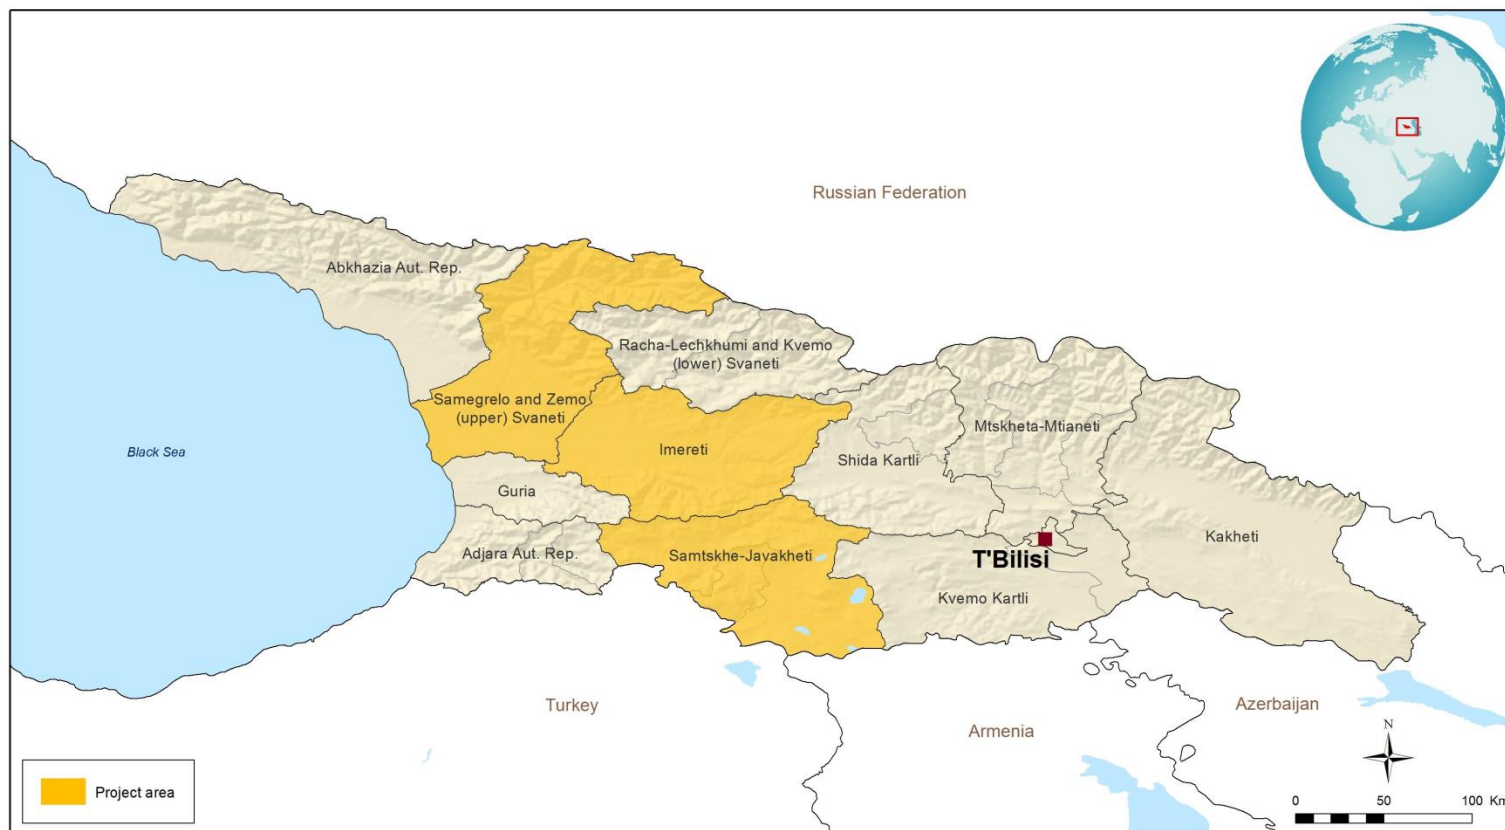 Russian Federation
Abkhazia Aut. Rep.
Racha-Lechkhumi and Kvemo
(lower) Svaneti
Samegrelo and Zemo
(upper) Svaneti
Mtskheta-Mtianeti
Black Sea
Imereti
Shida Kartli
Guria
Kakheti
Adjara Aut. Rep.
Samtskhe-Javakheti
T'Bilisi
Kvemo Kartli
Turkey
Azerbaijan
Armenia
N
Project area
0 50 100 Km